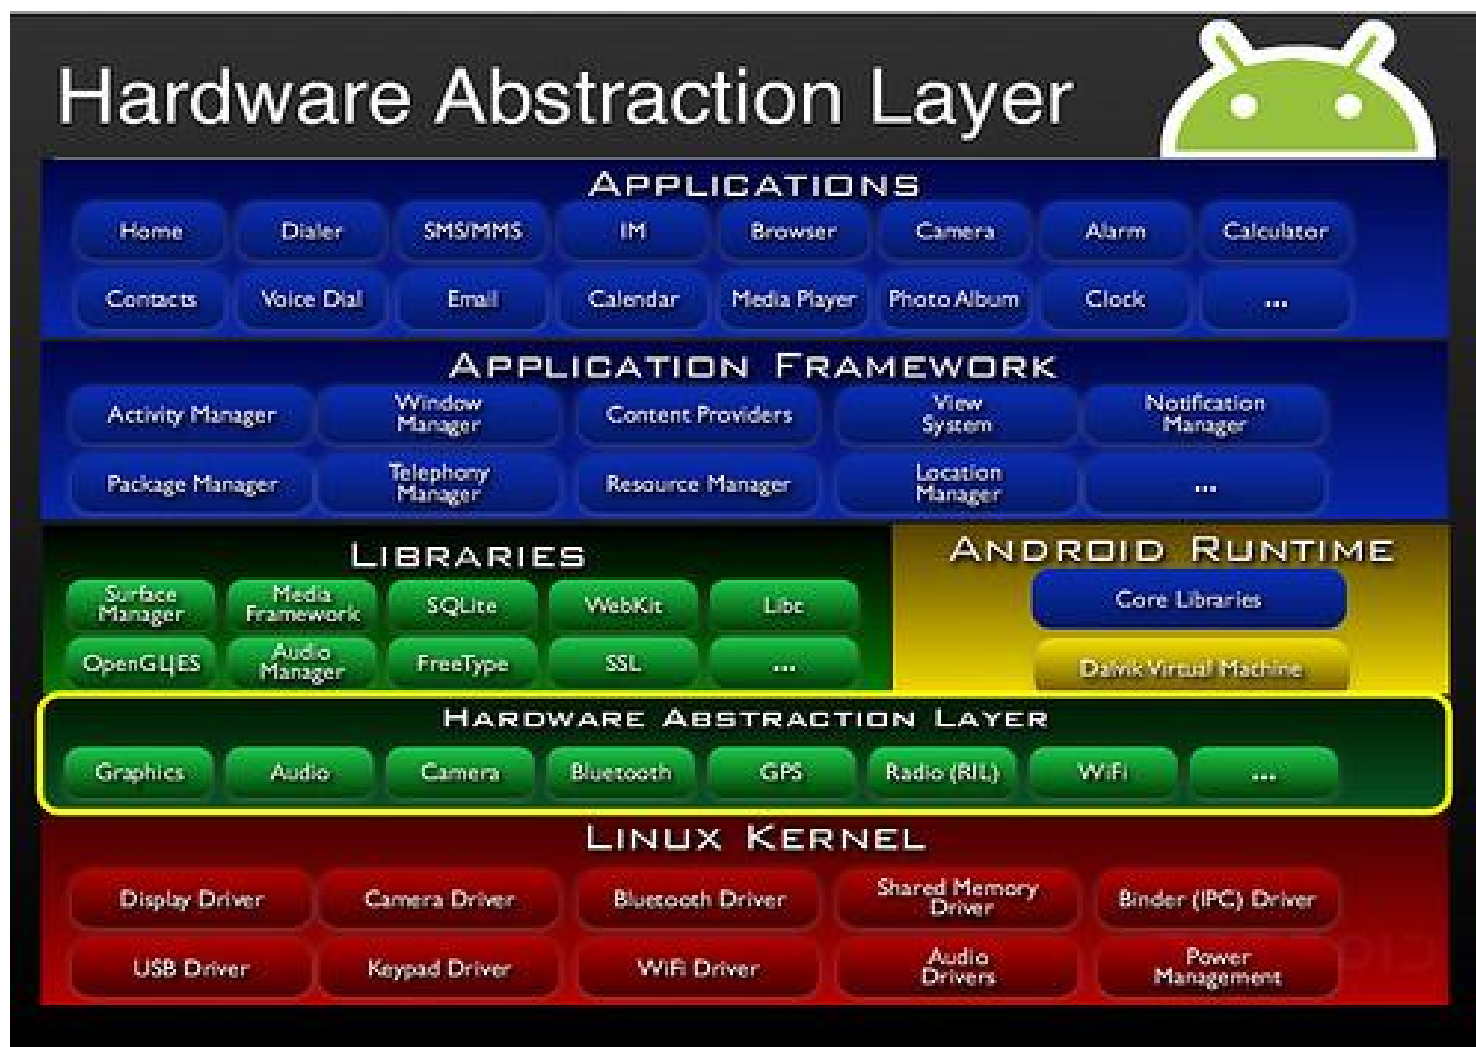 Hardware Abstraction Layer
APPLICATIONS
Home Dialer SMS/MMS IM Browser Camera Alarm Calculator
Contacts Voice Dial Email Calendar Media Player Photo Album Clock ...
APPLICATION FRAMEWORK
Activity Manager Window Manager Content Providers View System Notification Manager
Package Manager Telephony Manager Resource Manager Location Manager ...
LIBRARIES
Surface Manager Media Framework SQLite WebKit Libc
OpenGL|ES Audio Manager FreeType SSL ...
ANDROID RUNTIME
Core Libraries
Dalvik Virtual Machine
HARDWARE ABSTRACTION LAYER
Graphics Audio Camera Bluetooth GPS Radio (RIL) WiFi ...
LINUX KERNEL
Display Driver Camera Driver Bluetooth Driver Shared Memory Driver Binder (IPC) Driver
USB Driver Keypad Driver WiFi Driver Audio Drivers Power Management